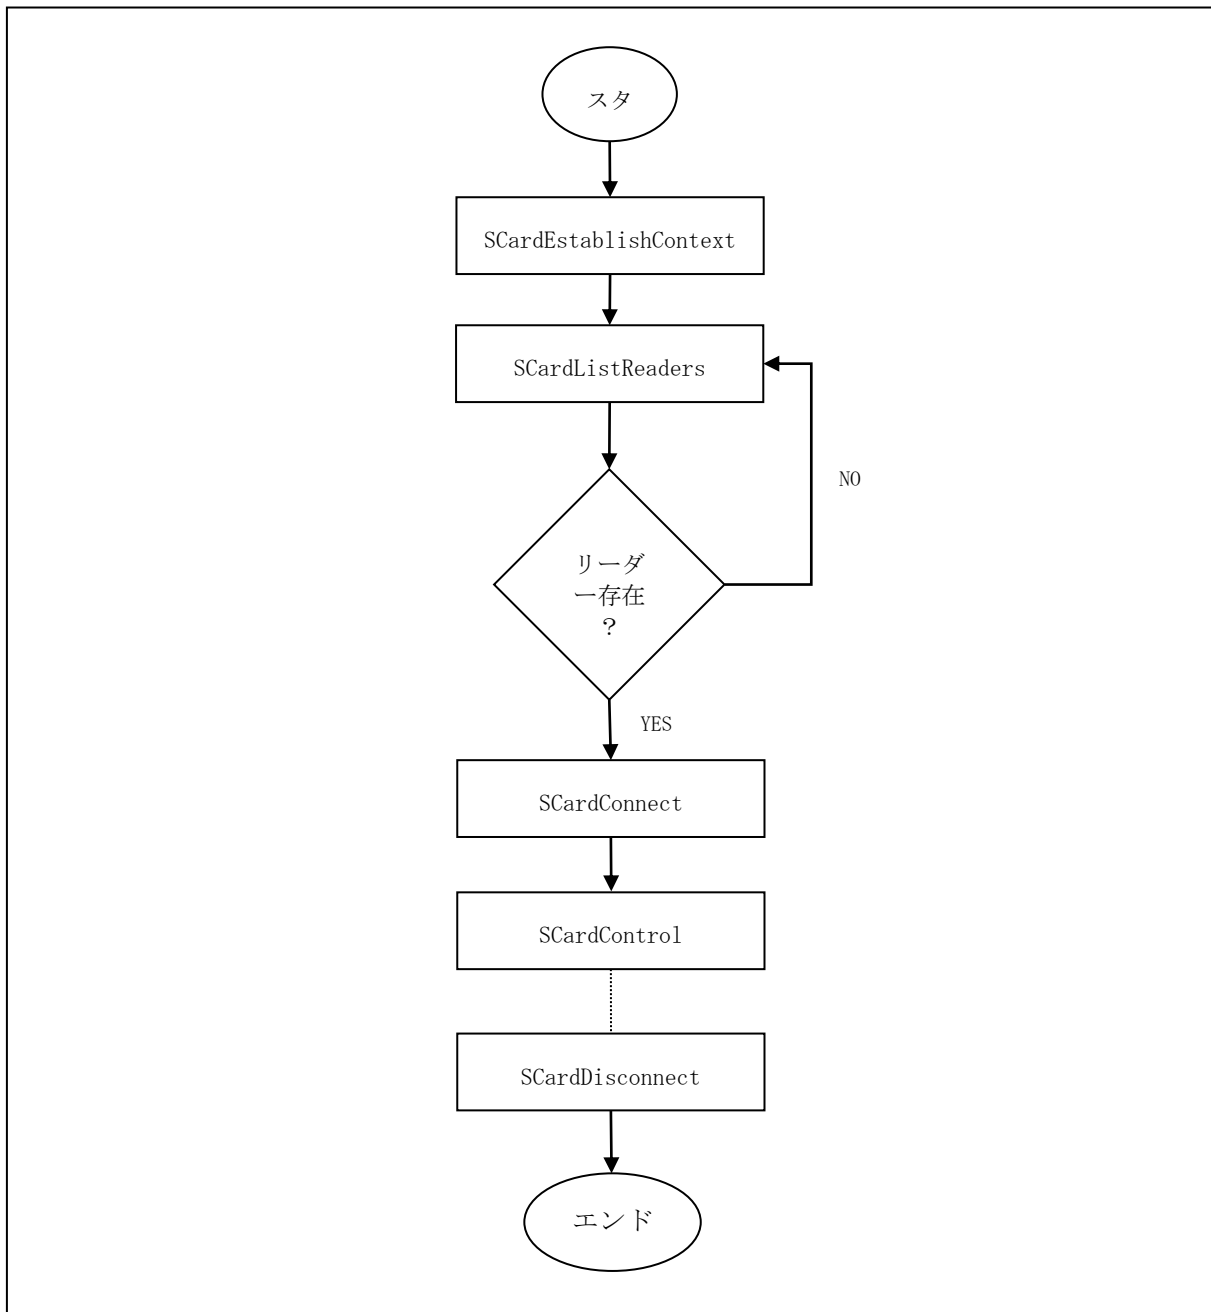 スタ
SCardEstablishContext
SCardListReaders
NO
リーダ
ー存在
？
YES
SCardConnect
SCardControl
SCardDisconnect
エンド